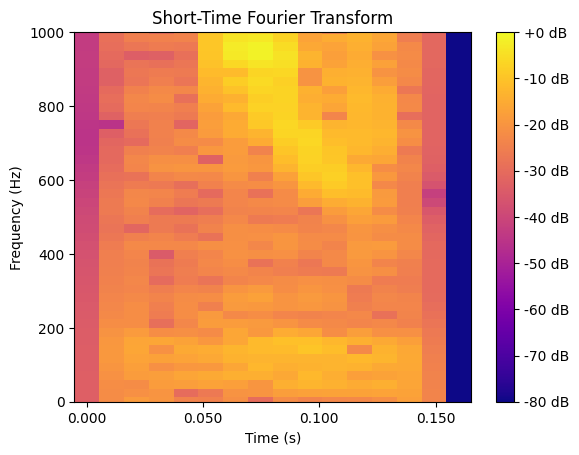 Short-Time Fourier Transform
1000
800
600
400
200
0
Frequency (Hz)
0.000
0.050
0.100
0.150
Time (s)
+0 dB
-10 dB
-20 dB
-30 dB
-40 dB
-50 dB
-60 dB
-70 dB
-80 dB